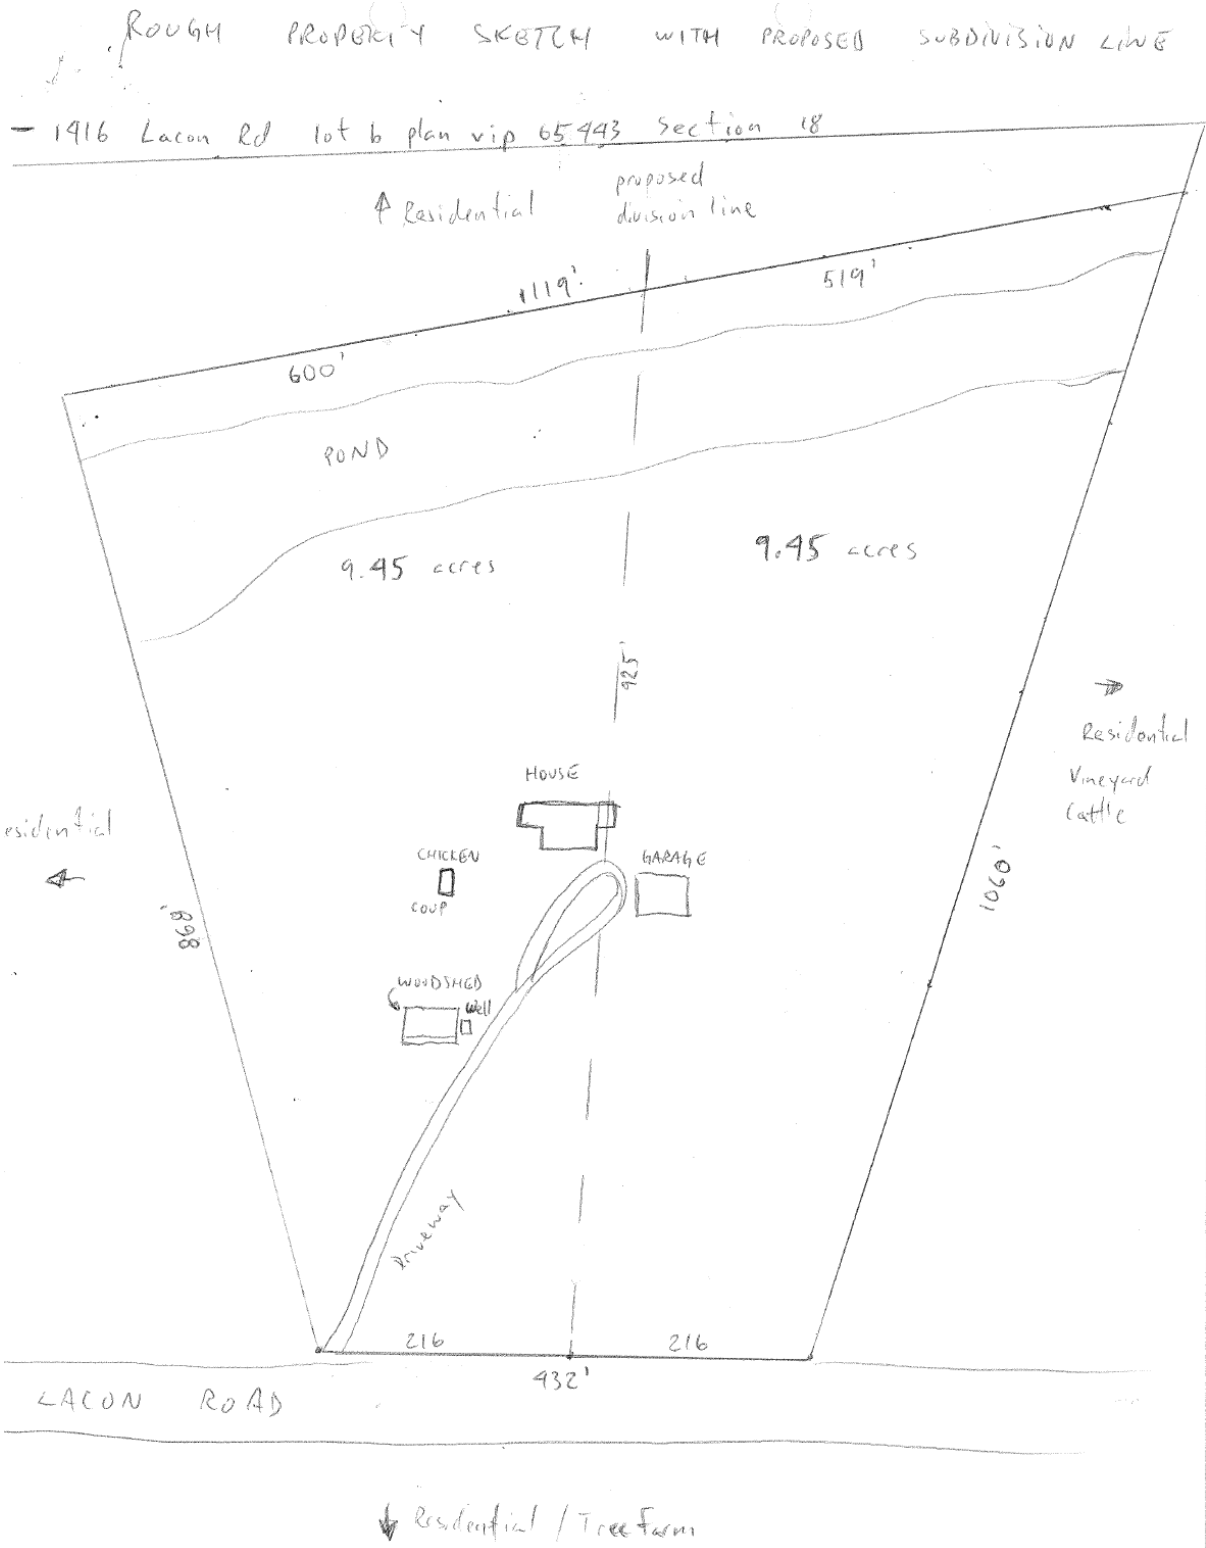 ROUGH PROPERTY SKETCH WITH PROPOSED SUBDIVISION LINE
– 1416 Lacon Rd lot b plan vip 65443 Section 18
↑ Residential
proposed
division line
1119'
519'
600'
POND
9.45 acres
9.45 acres
925'
→
Residential
Vineyard
Cattle
HOUSE
esidential
←
CHICKEN
COUP
GARAGE
1060'
868'
WOODSHED
Well
Driveway
216
216
432'
LACON ROAD
↓ Residential / Tree Farm